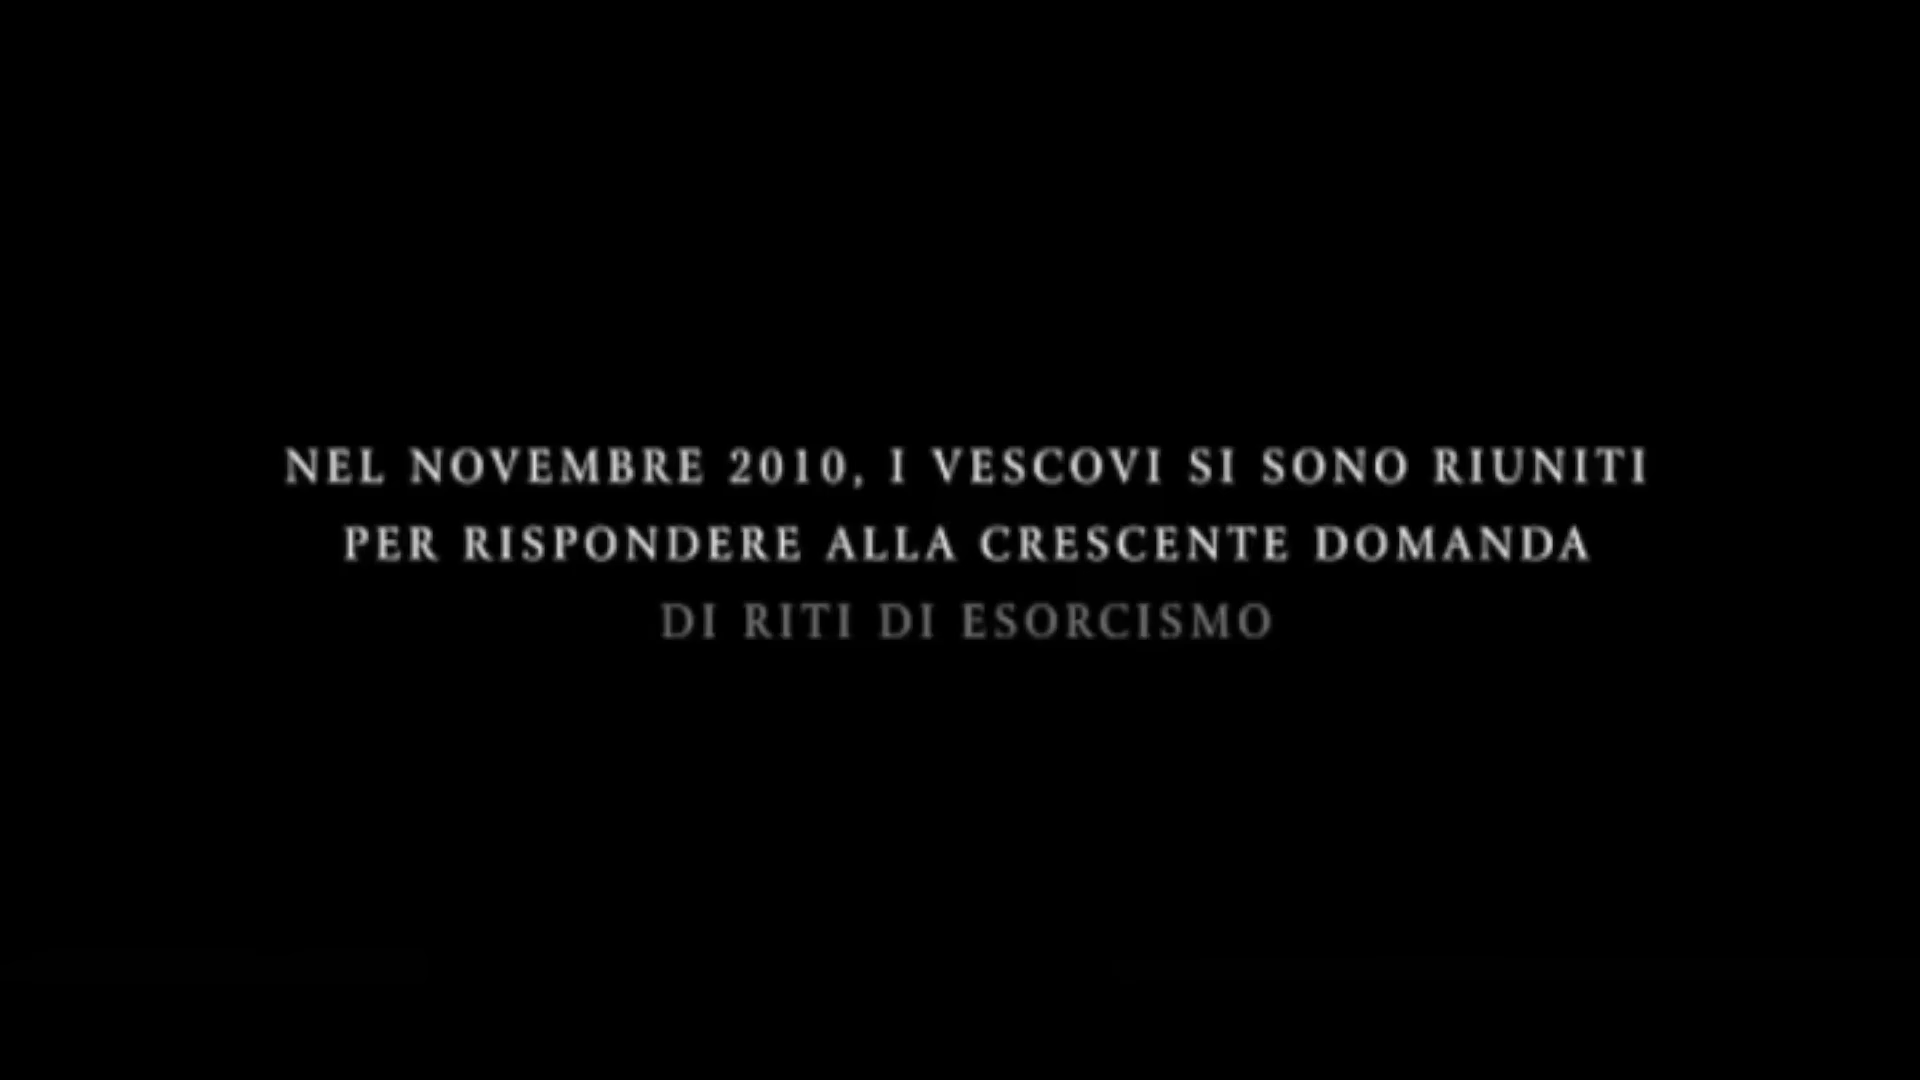 NEL NOVEMBRE 2010, I VESCOVI SI SONO RIUNITI
PER RISPONDERE ALLA CRESCENTE DOMANDA
DI RITI DI ESORCISMO